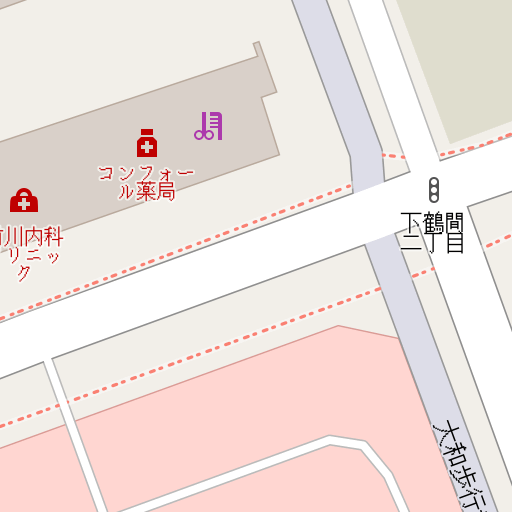 コンフォー
ル薬局
川内科
リニッ
ク
下鶴間
二丁目
大和歩行